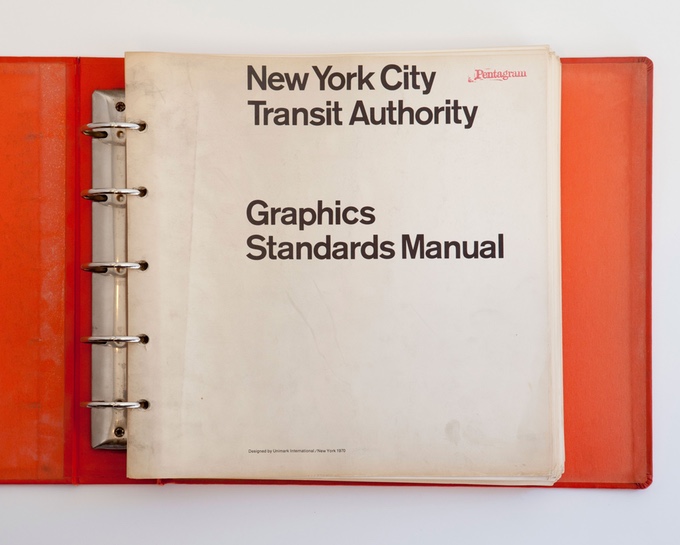 New York City
Transit Authority
Pentagram
Graphics
Standards Manual
Designed by Unimark International/New York 1970